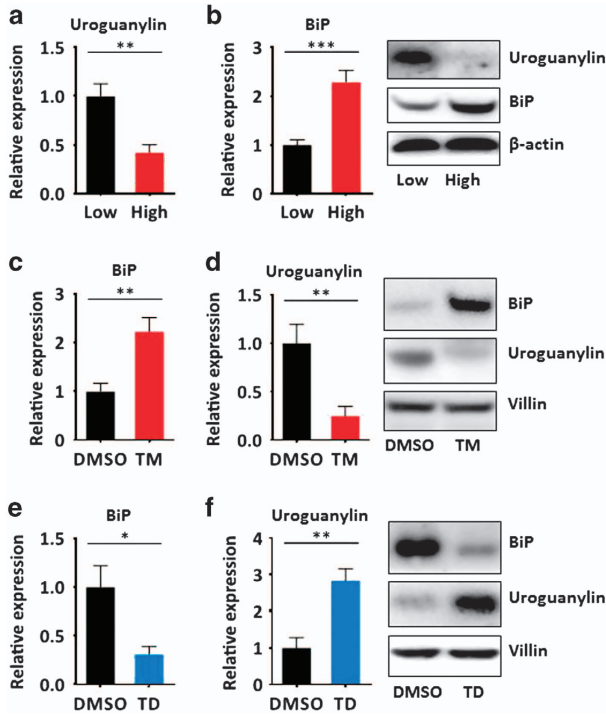 a
Uroguanylin
**
Relative expression
1.5
1.0
0.5
0.0
Low High
b
BiP
***
Relative expression
3
2
1
0
Low High
Uroguanylin
BiP
β-actin
Low High
c
BiP
**
Relative expression
3
2
1
0
DMSO TM
d
Uroguanylin
**
Relative expression
1.5
1.0
0.5
0.0
DMSO TM
BiP
Uroguanylin
Villin
DMSO TM
e
BiP
*
Relative expression
1.5
1.0
0.5
0.0
DMSO TD
f
Uroguanylin
**
Relative expression
4
3
2
1
0
DMSO TD
BiP
Uroguanylin
Villin
DMSO TD